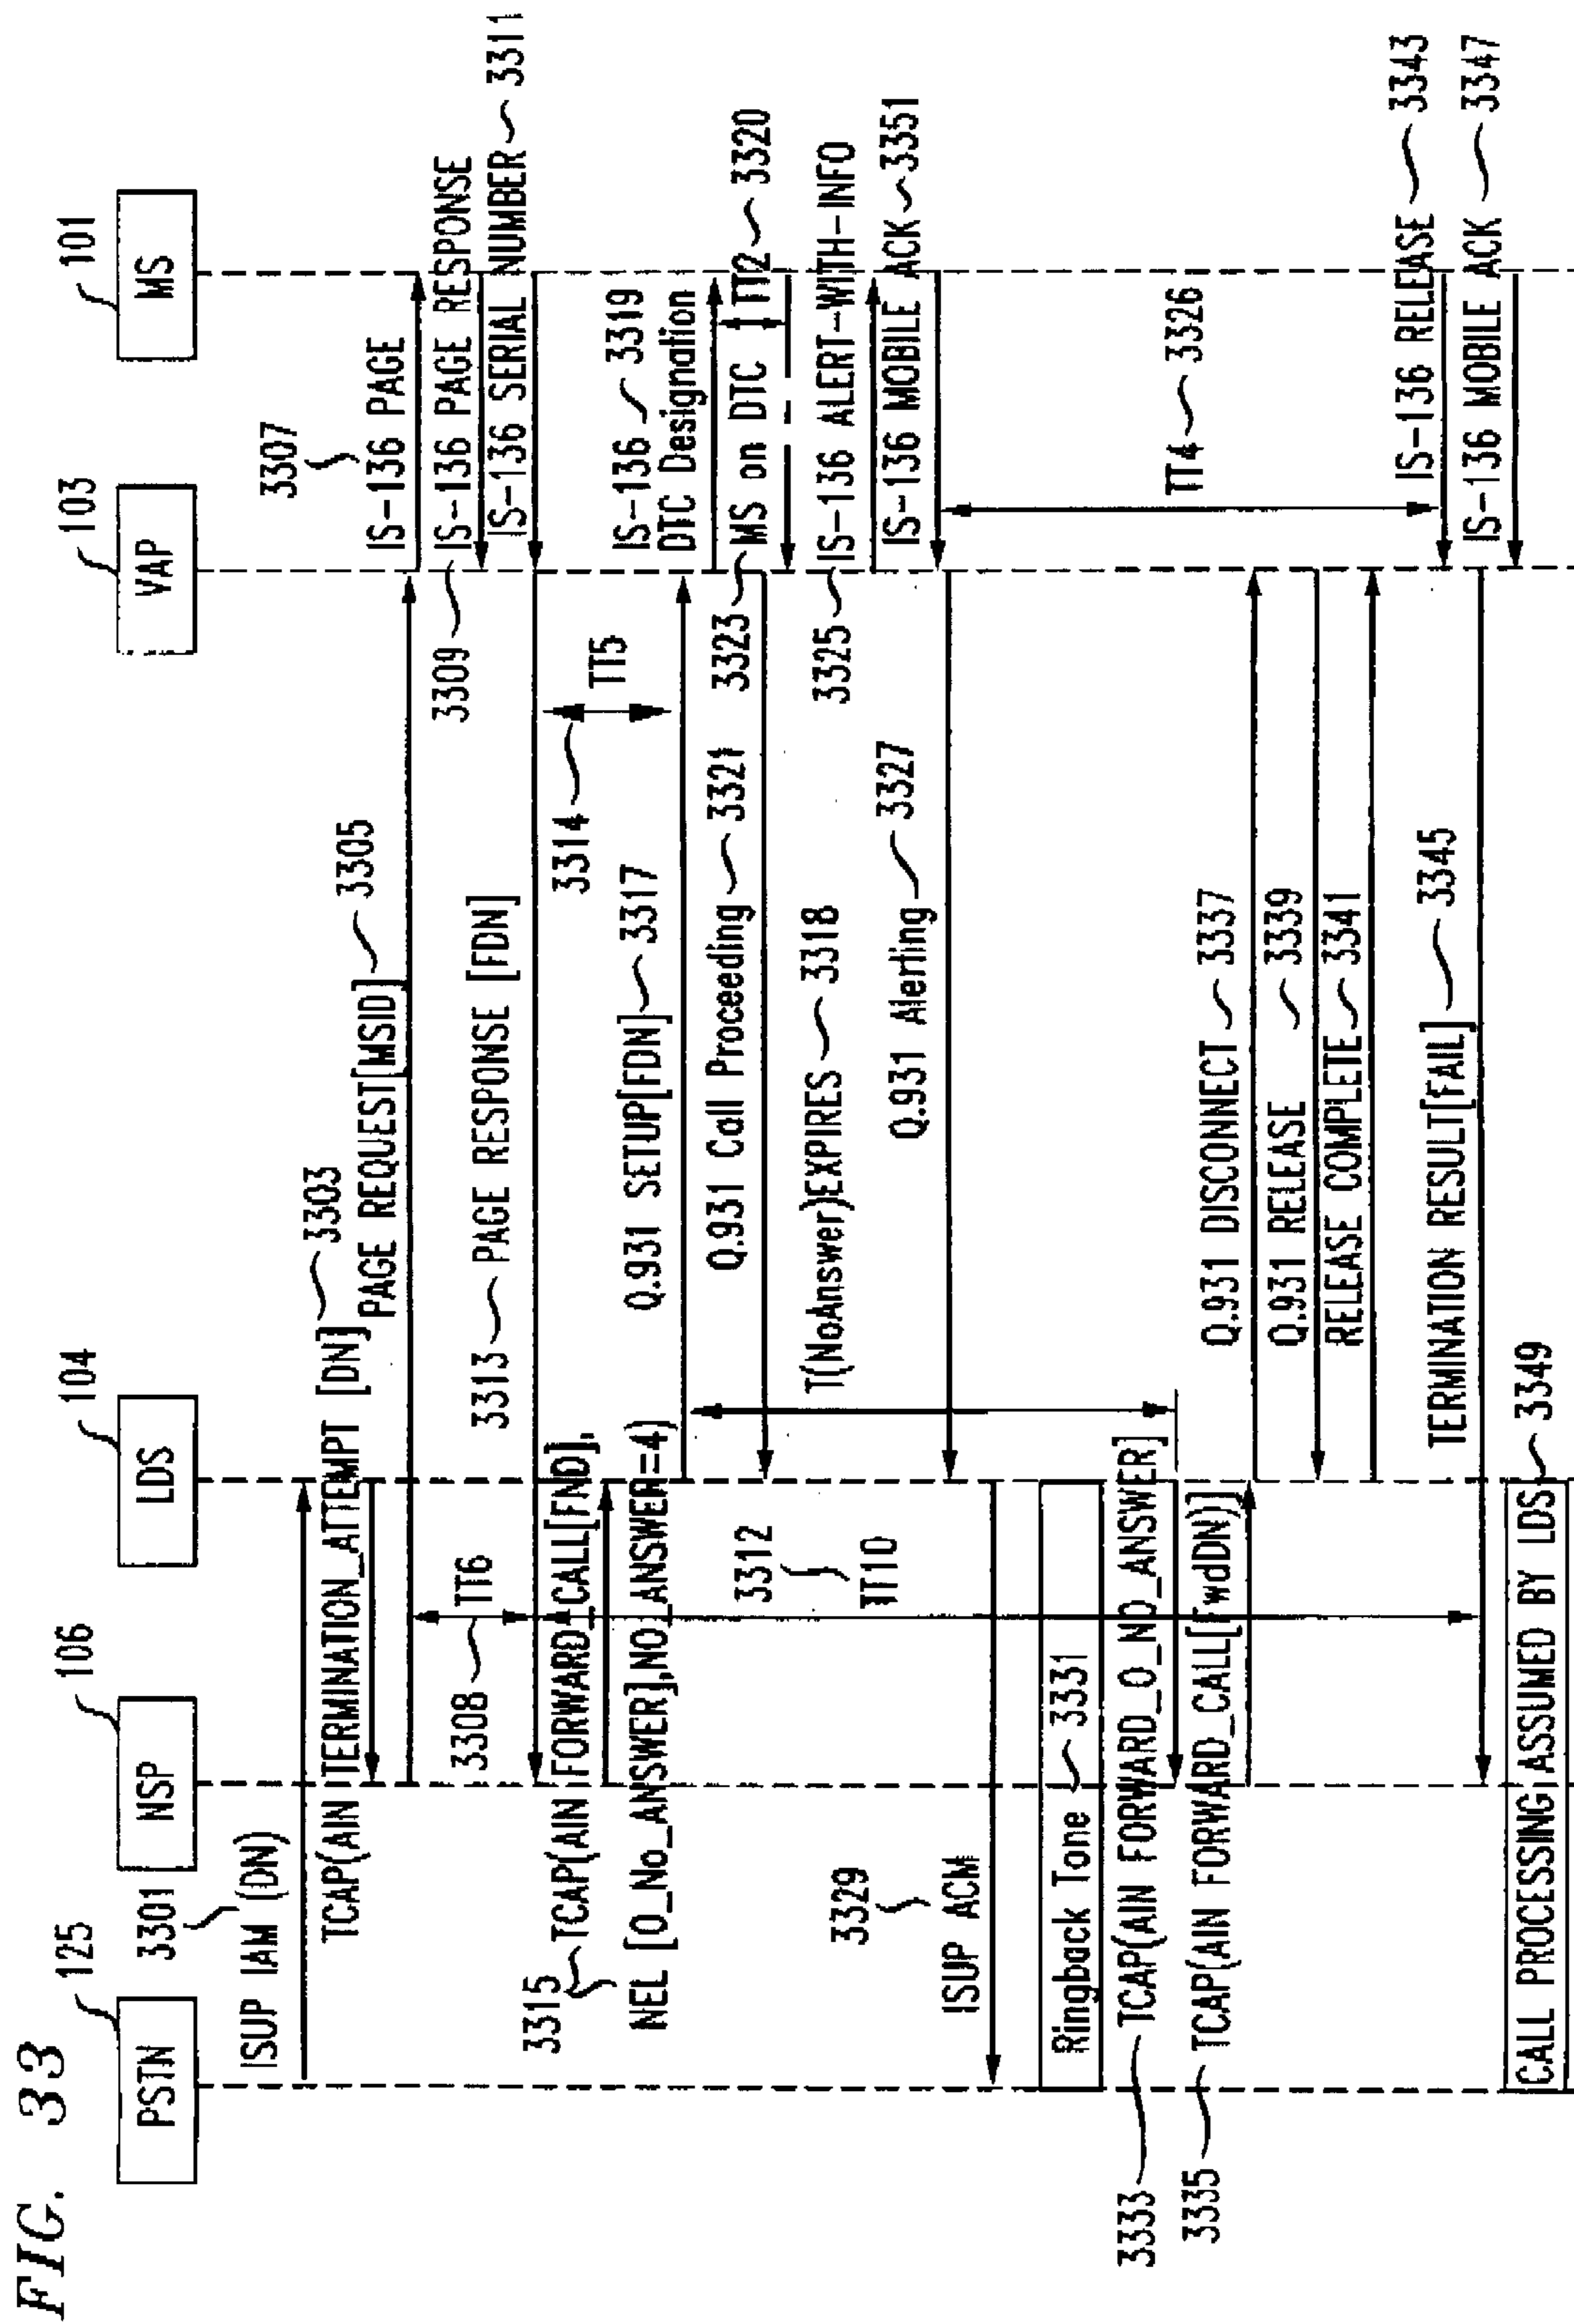 FIG. 33
PSTN
125
NSP
106
LDS
104
VAP
103
MS
101
3301
ISUP IAM (DN)
TCAP(AIN TERMINATION_ATTEMPT [DN]
3303
PAGE REQUEST[MSID]
3305
3307
IS-136 PAGE
3309
IS-136 PAGE RESPONSE
IS-136 SERIAL NUMBER
3311
3308
TT6
3313
PAGE RESPONSE [FDN]
3314
TT5
3315
TCAP(AIN FORWARD_CALL[FND],
NEL [O_No_ANSWER],NO_ANSWER=4)
Q.931 SETUP[FDN]
3317
IS-136
3319
DTC Designation
Q.931 Call Proceeding
3321
3323
MS on DTC
TT2
3320
3312
TT10
T(NoAnswer)EXPIRES
3318
3325
IS-136 ALERT-WITH-INFO
IS-136 MOBILE ACK
3351
Q.931 Alerting
3327
3329
ISUP ACM
Ringback Tone
3331
TT4
3326
3333
TCAP(AIN FORWARD_O_NO_ANSWER]
3335
TCAP(AIN FORWARD_CALL[FwdDN)]
Q.931 DISCONNECT
3337
Q.931 RELEASE
3339
RELEASE COMPLETE
3341
IS-136 RELEASE
3343
TERMINATION RESULT[FAIL]
3345
IS-136 MOBILE ACK
3347
CALL PROCESSING ASSUMED BY LDS
3349